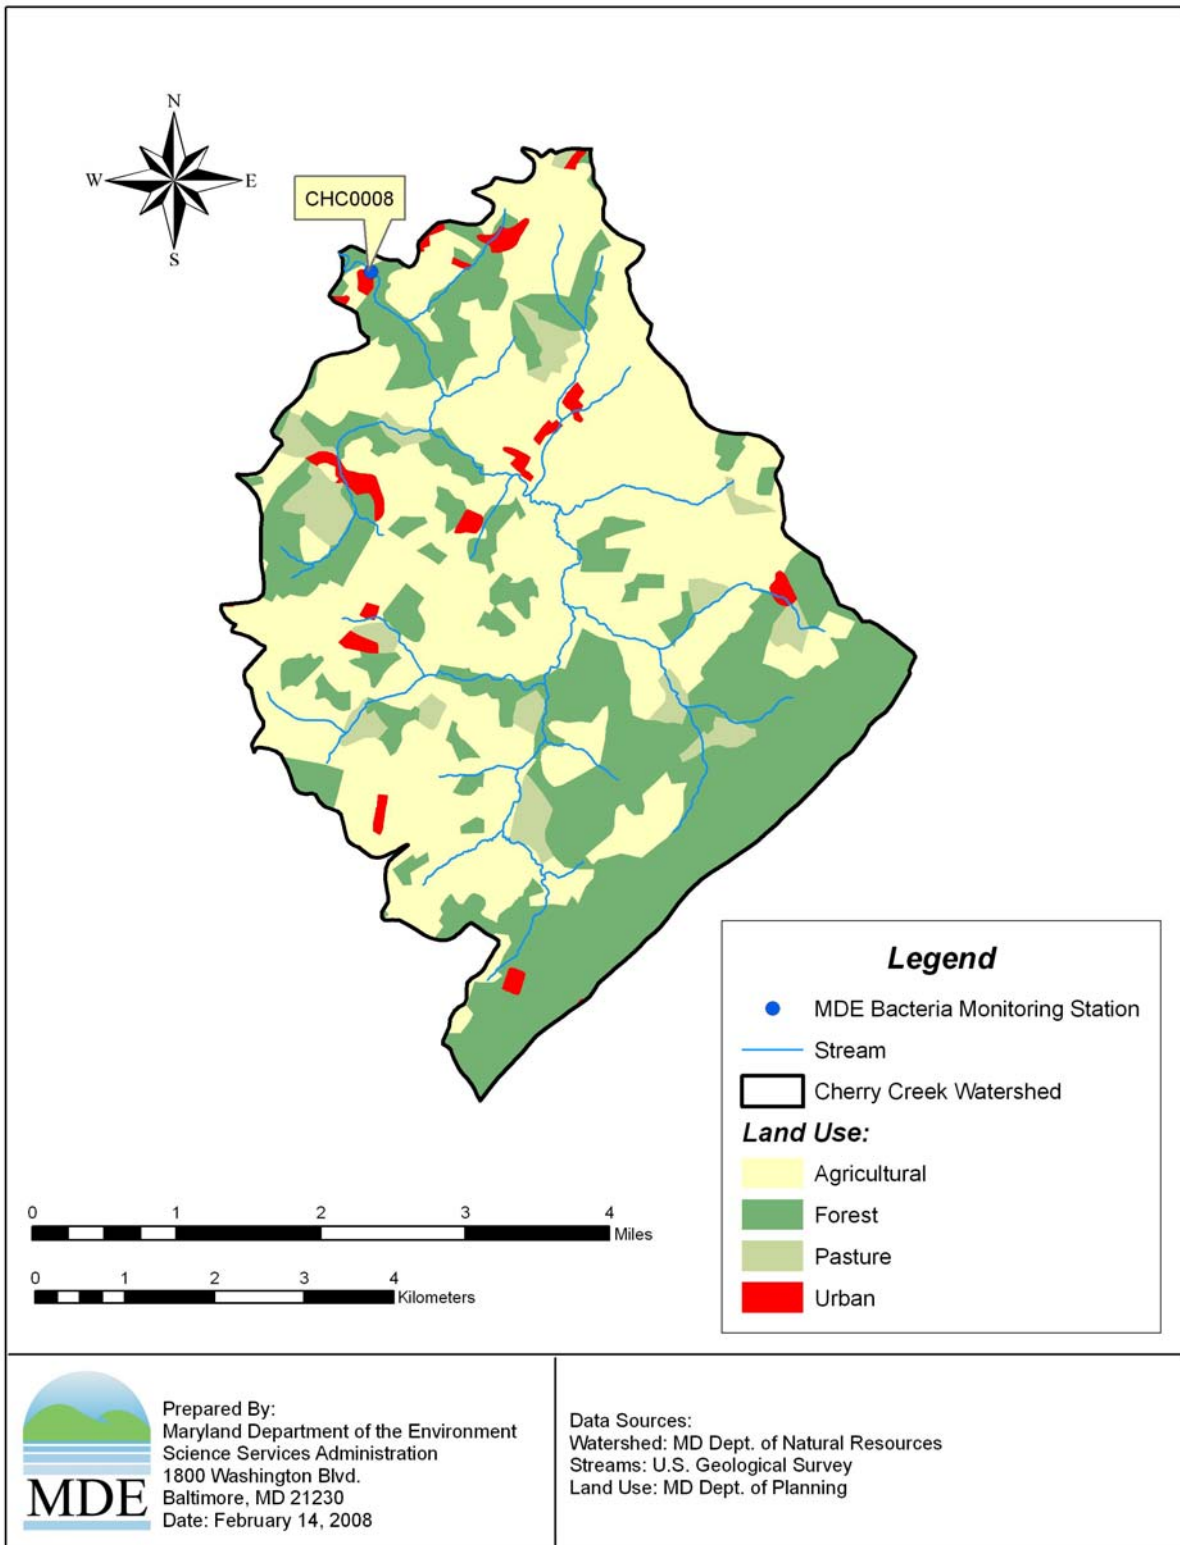 N
W
E
S
CHC0008
Legend
MDE Bacteria Monitoring Station
Stream
Cherry Creek Watershed
Land Use:
Agricultural
Forest
Pasture
Urban
0 1 2 3 4
Miles
0 1 2 3 4
Kilometers
MDE
Prepared By:
Maryland Department of the Environment
Science Services Administration
1800 Washington Blvd.
Baltimore, MD 21230
Date: February 14, 2008
Data Sources:
Watershed: MD Dept. of Natural Resources
Streams: U.S. Geological Survey
Land Use: MD Dept. of Planning